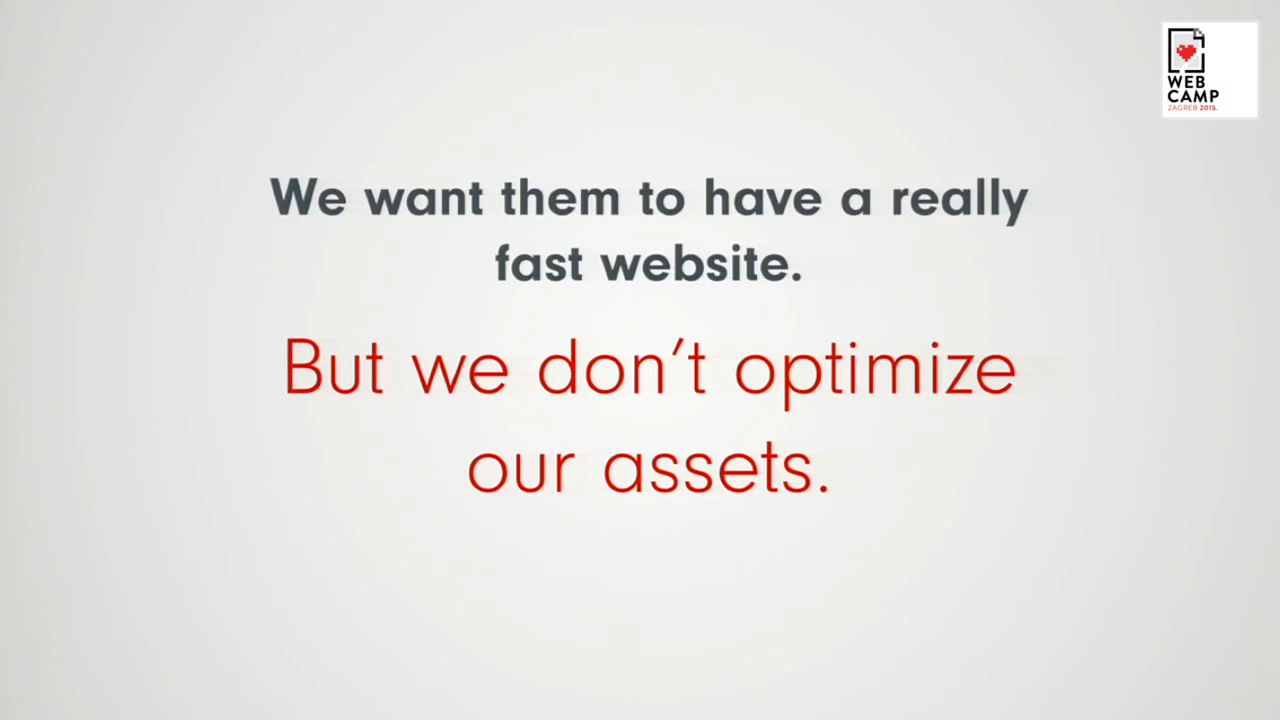 WEB
CAMP
ZAGREB 2015.
We want them to have a really
fast website.
But we don’t optimize
our assets.